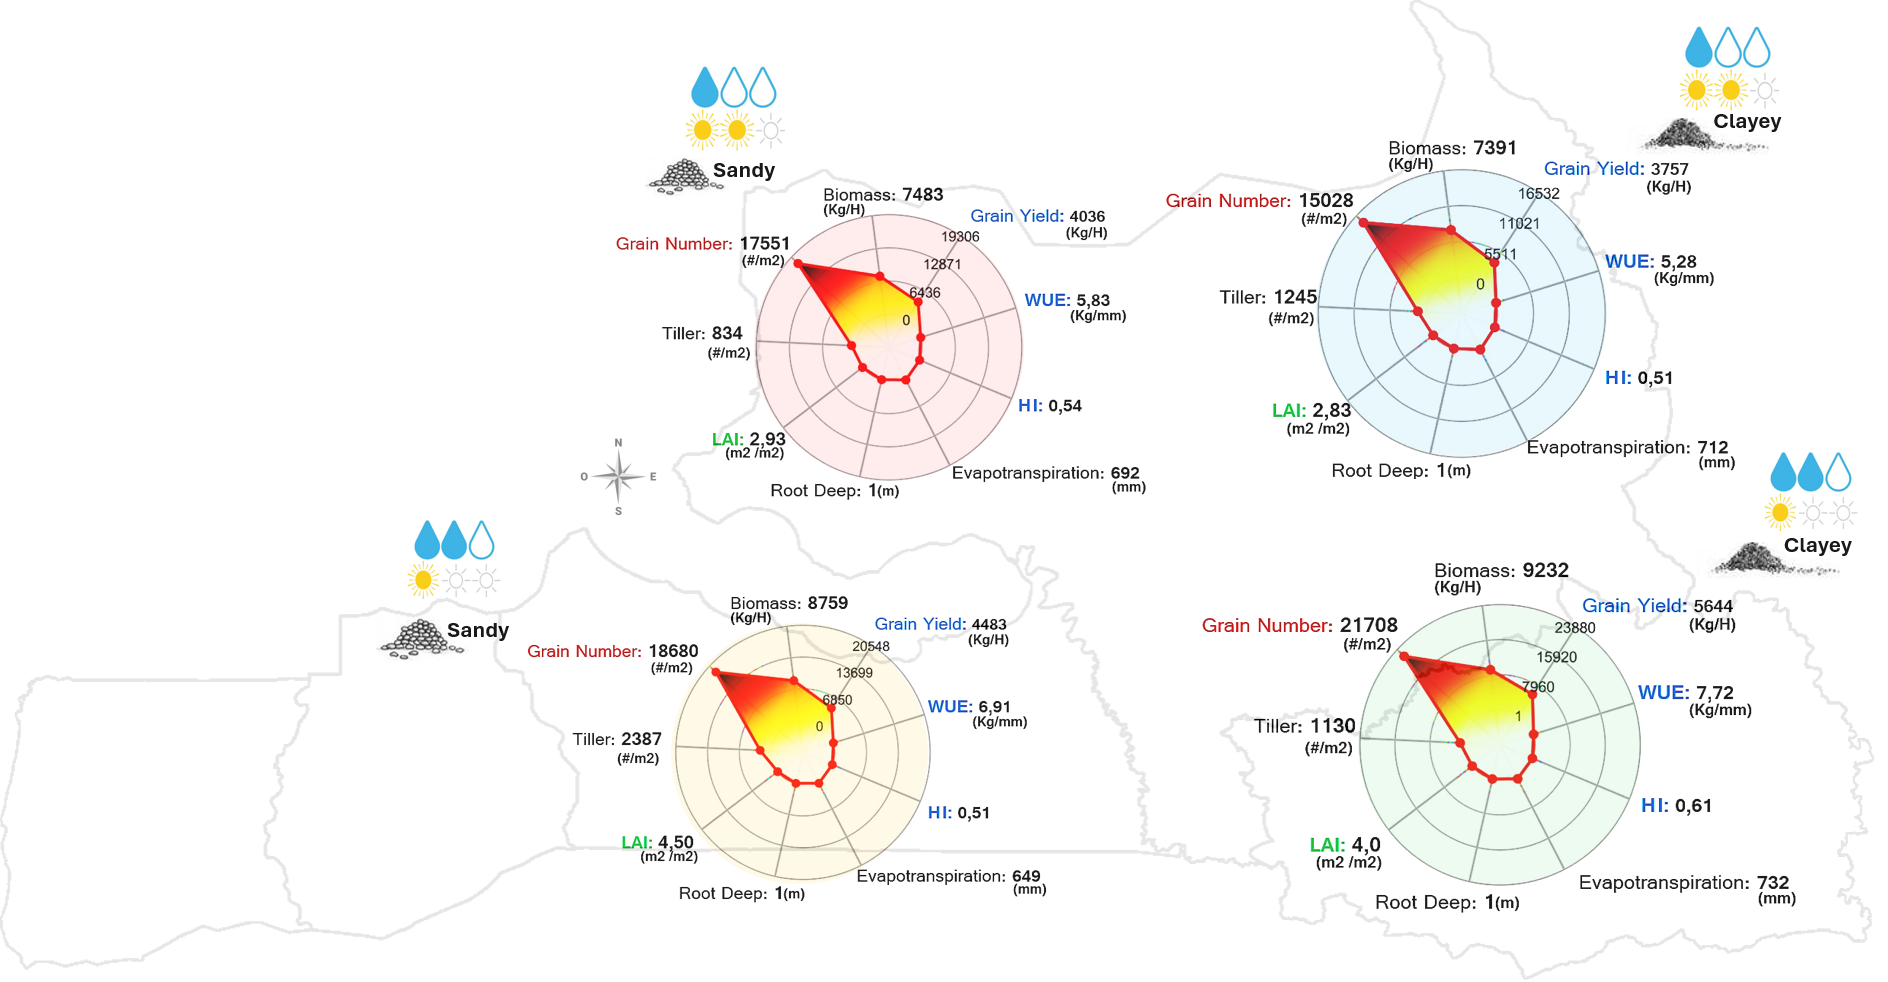 Sandy
Biomass: 7483
(Kg/H)
Grain Yield: 4036
(Kg/H)
19306
12871
6436
0
Grain Number: 17551
(#/m2)
WUE: 5,83
(Kg/mm)
Tiller: 834
(#/m2)
HI: 0,54
LAI: 2,93
(m2 /m2)
Evapotranspiration: 692
(mm)
Root Deep: 1(m)
Clayey
Biomass: 7391
(Kg/H)
Grain Yield: 3757
(Kg/H)
16532
11021
5511
0
Grain Number: 15028
(#/m2)
WUE: 5,28
(Kg/mm)
Tiller: 1245
(#/m2)
HI: 0,51
LAI: 2,83
(m2 /m2)
Evapotranspiration: 712
(mm)
Root Deep: 1(m)
N
O
E
S
Sandy
Biomass: 8759
(Kg/H)
Grain Yield: 4483
(Kg/H)
20548
13699
6850
0
Grain Number: 18680
(#/m2)
WUE: 6,91
(Kg/mm)
Tiller: 2387
(#/m2)
HI: 0,51
LAI: 4,50
(m2 /m2)
Evapotranspiration: 649
(mm)
Root Deep: 1(m)
Clayey
Biomass: 9232
(Kg/H)
Grain Yield: 5644
(Kg/H)
23880
15920
7960
1
Grain Number: 21708
(#/m2)
WUE: 7,72
(Kg/mm)
Tiller: 1130
(#/m2)
HI: 0,61
LAI: 4,0
(m2 /m2)
Evapotranspiration: 732
(mm)
Root Deep: 1(m)